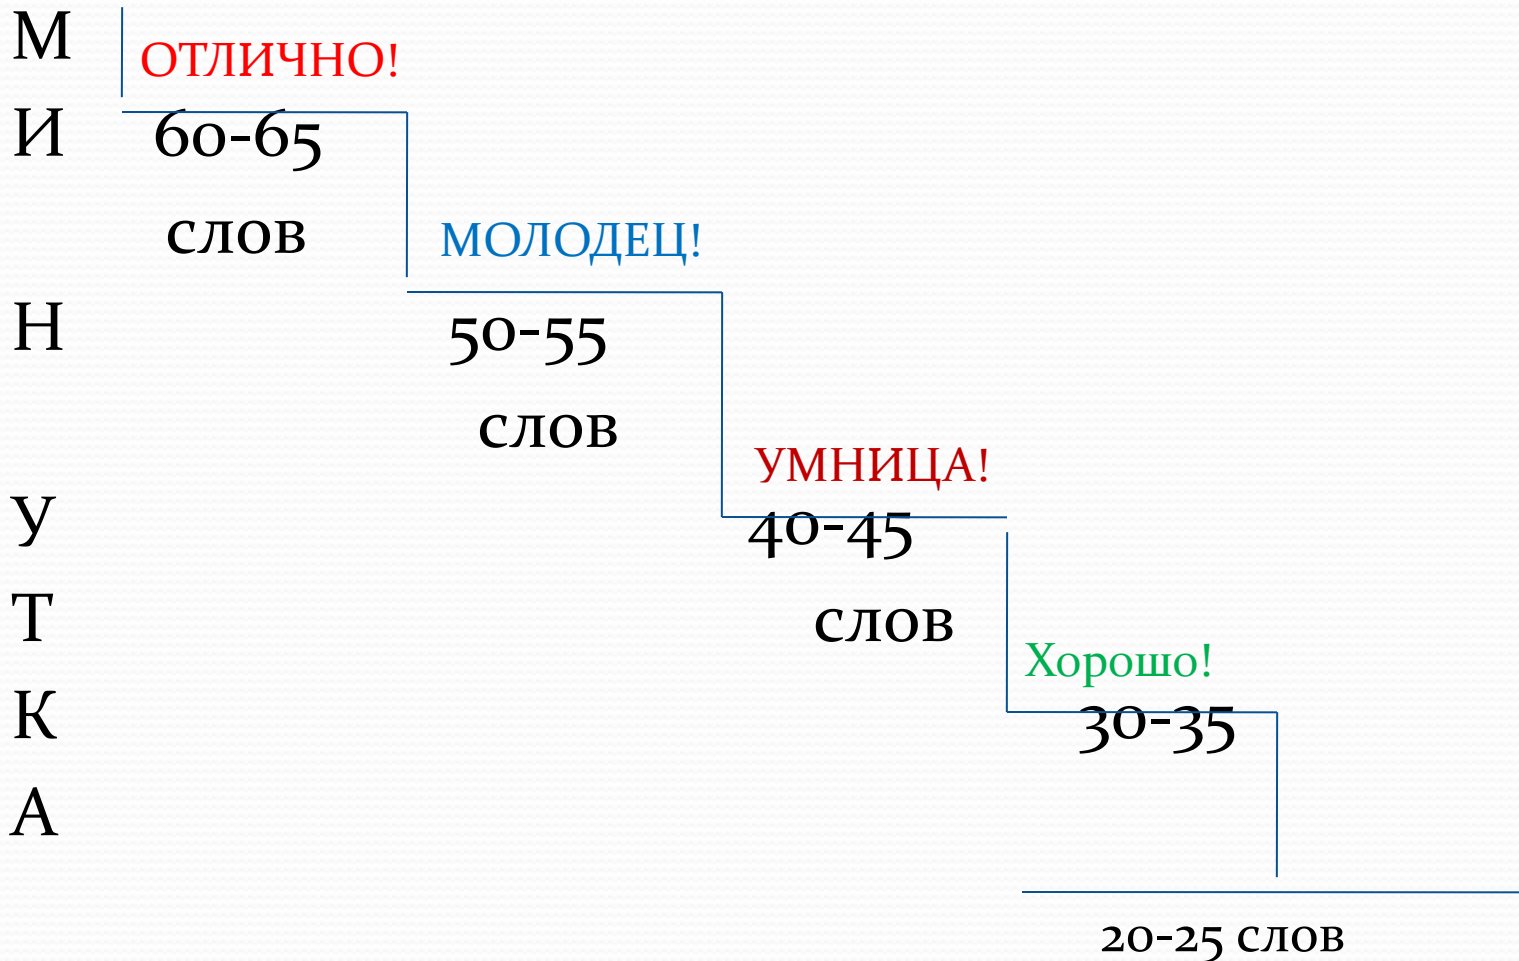 М
И
Н
У
Т
К
А
ОТЛИЧНО!
60-65
слов
МОЛОДЕЦ!
50-55
слов
УМНИЦА!
40-45
слов
Хорошо!
30-35
20-25 слов